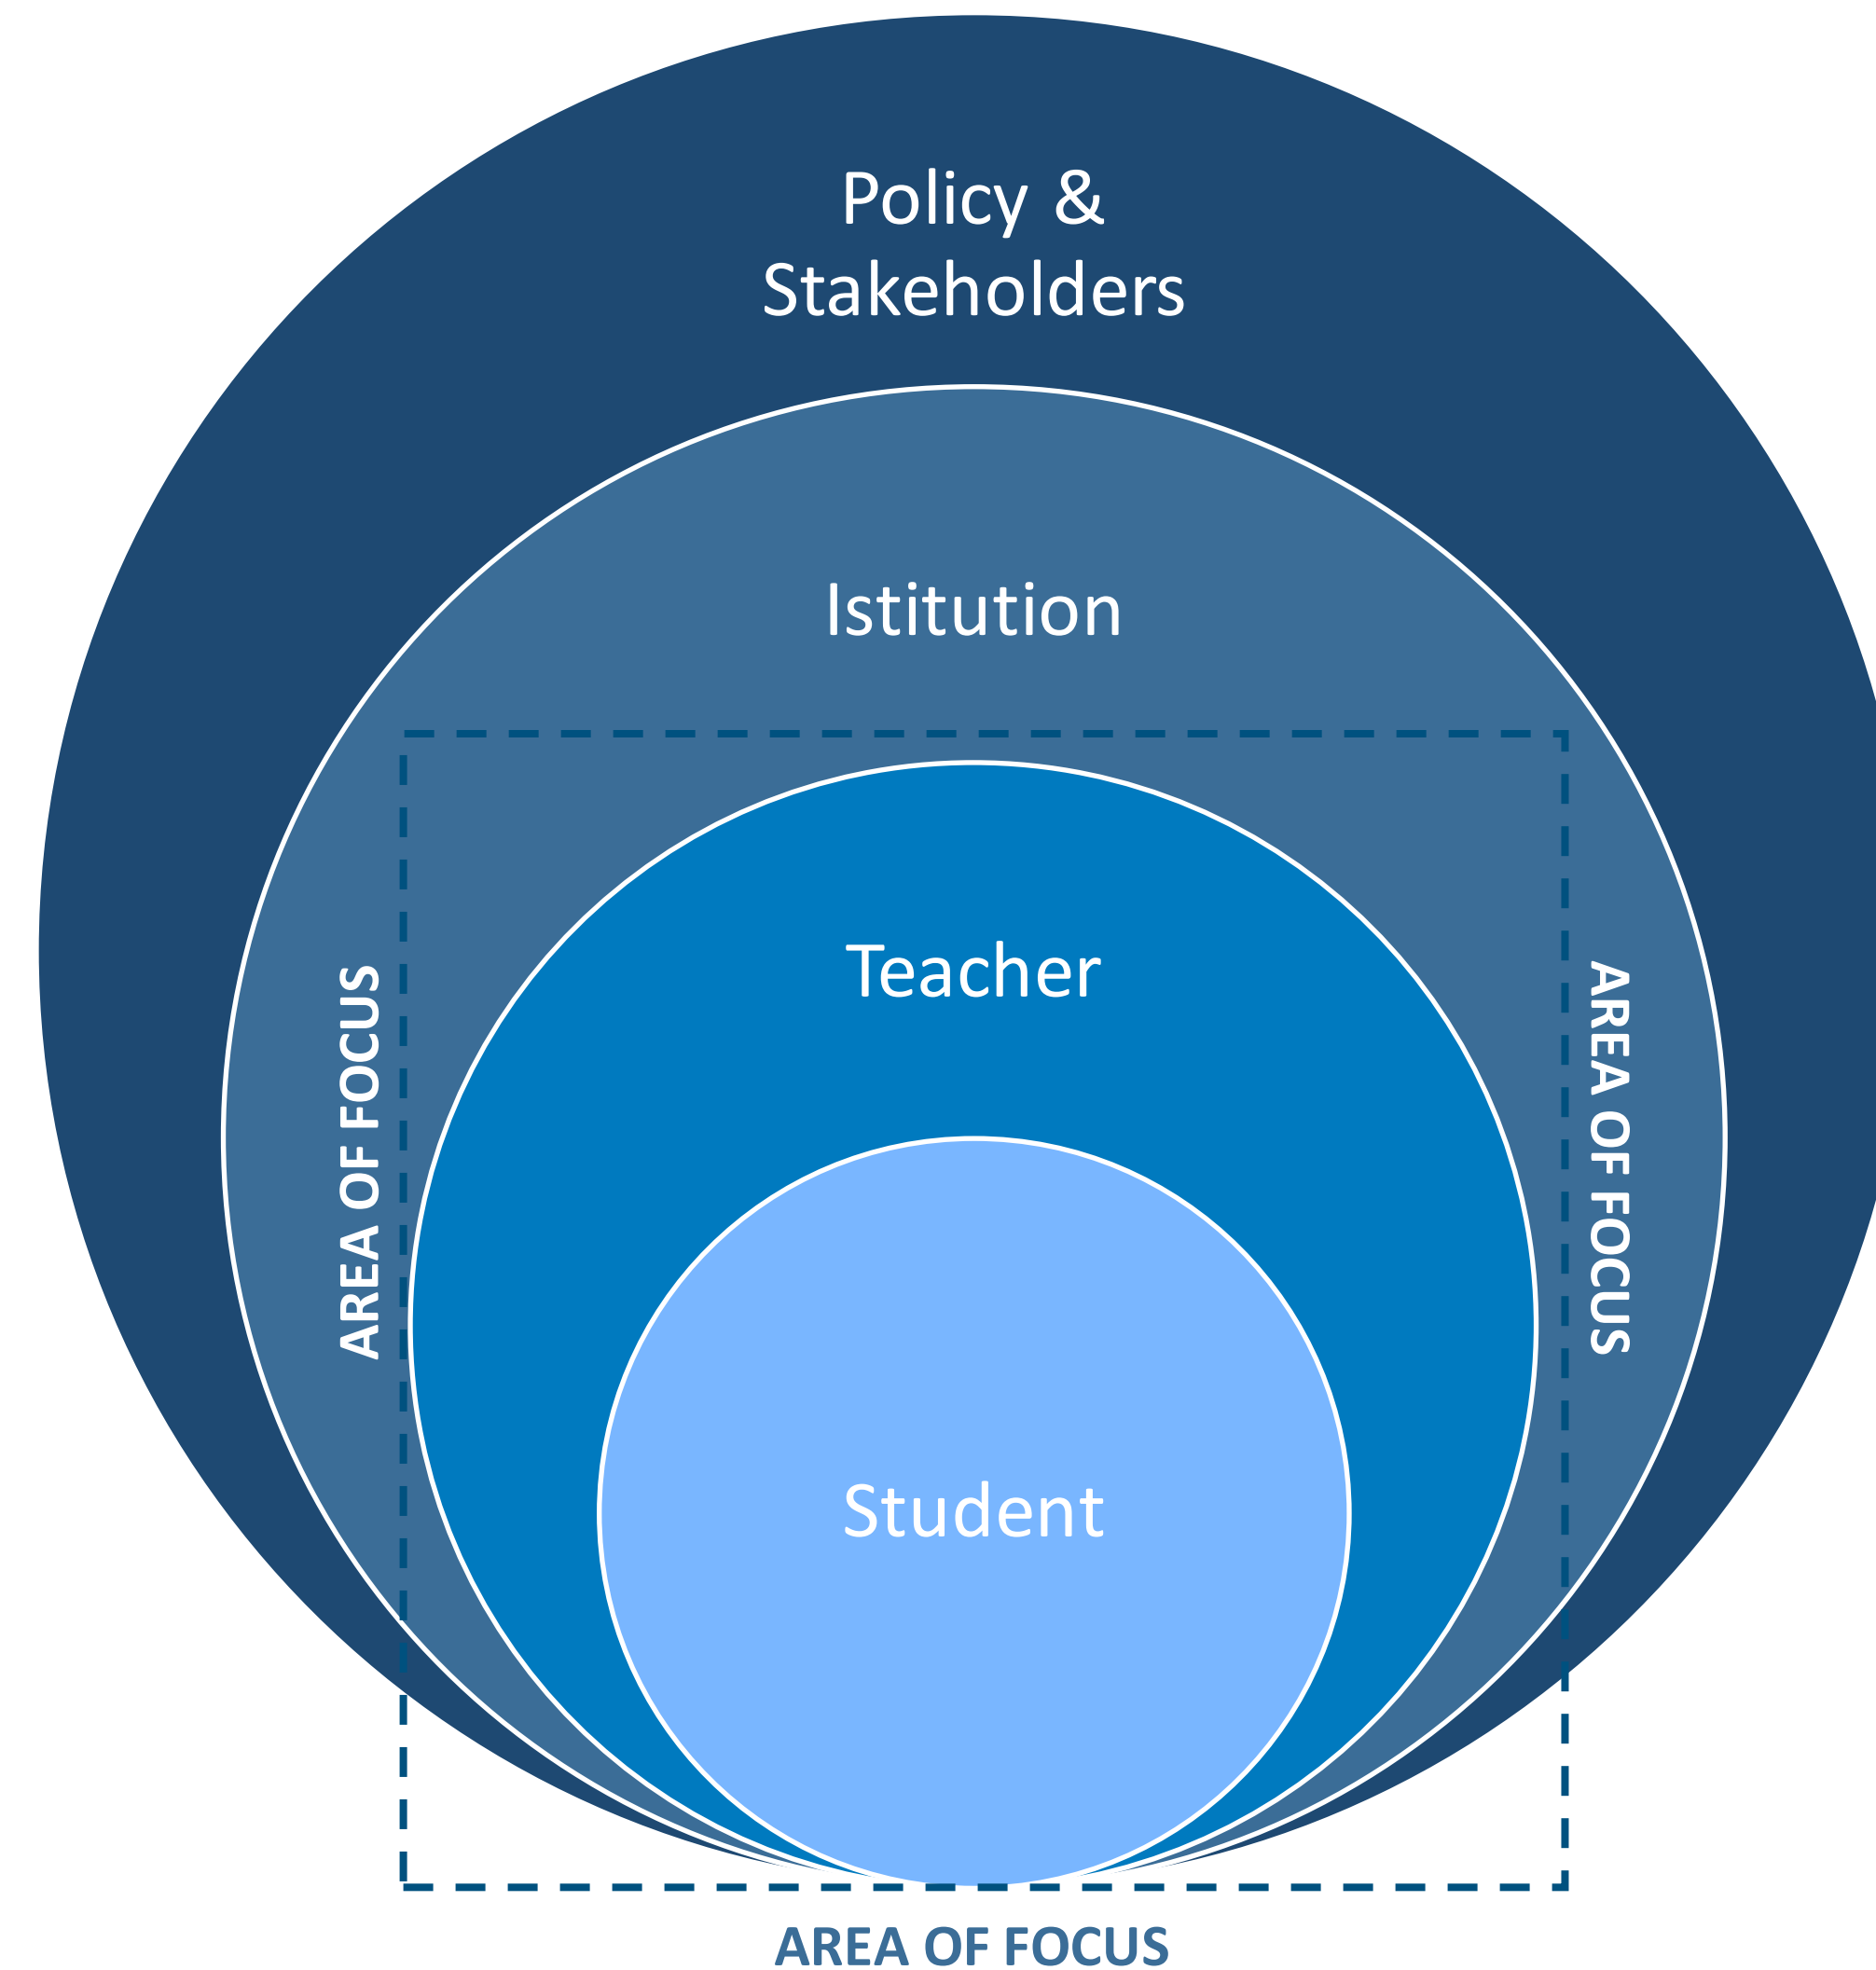 Policy &
Stakeholders
Istitution
Teacher
AREA OF FOCUS
AREA OF FOCUS
Student
AREA OF FOCUS